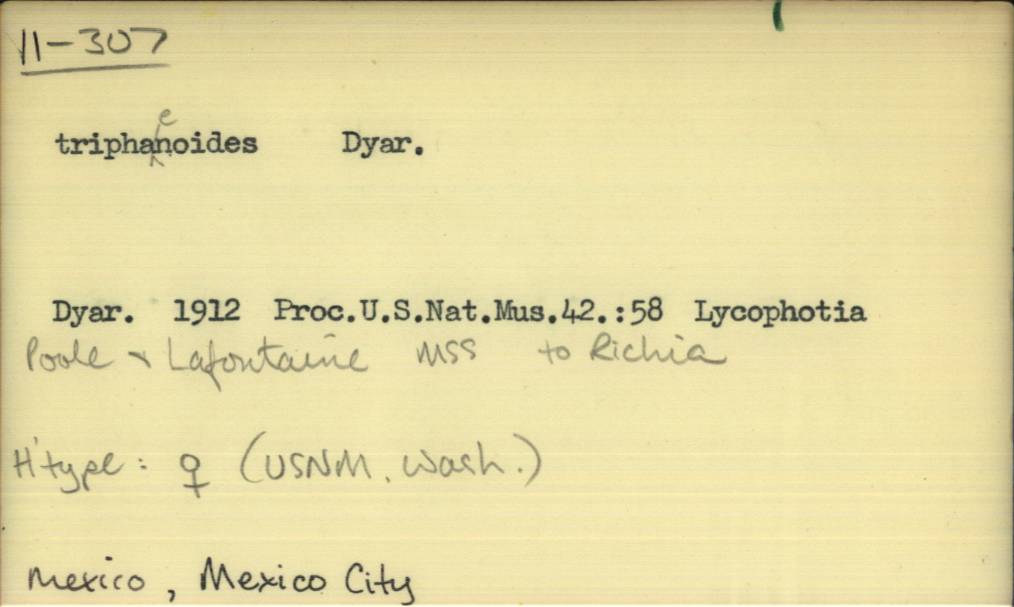 11-307
triphaenoides Dyar.
Dyar. 1912 Proc.U.S.Nat.Mus.42.:58 Lycophotia
Poole & Lafontaine MSS to Richia
H'type: ♀ (USNM. Wash.)
Mexico, Mexico City